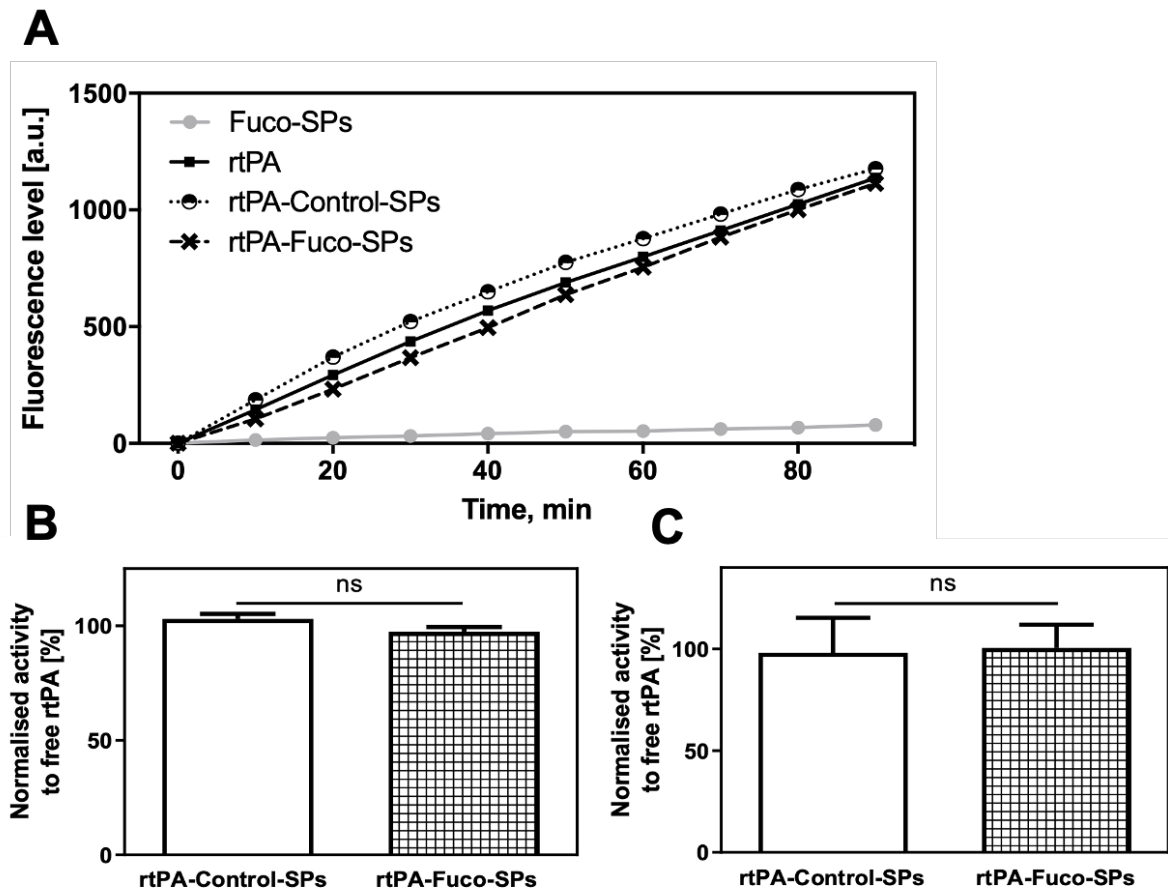 A
Fluorescence level [a.u.]
1500
1000
500
0
Fuco-SPs
rtPA
rtPA-Control-SPs
rtPA-Fuco-SPs
0 20 40 60 80
Time, min
B
Normalised activity
to free rtPA [%]
100
50
0
ns
rtPA-Control-SPs rtPA-Fuco-SPs
C
Normalised activity
to free rtPA [%]
100
50
0
ns
rtPA-Control-SPs rtPA-Fuco-SPs